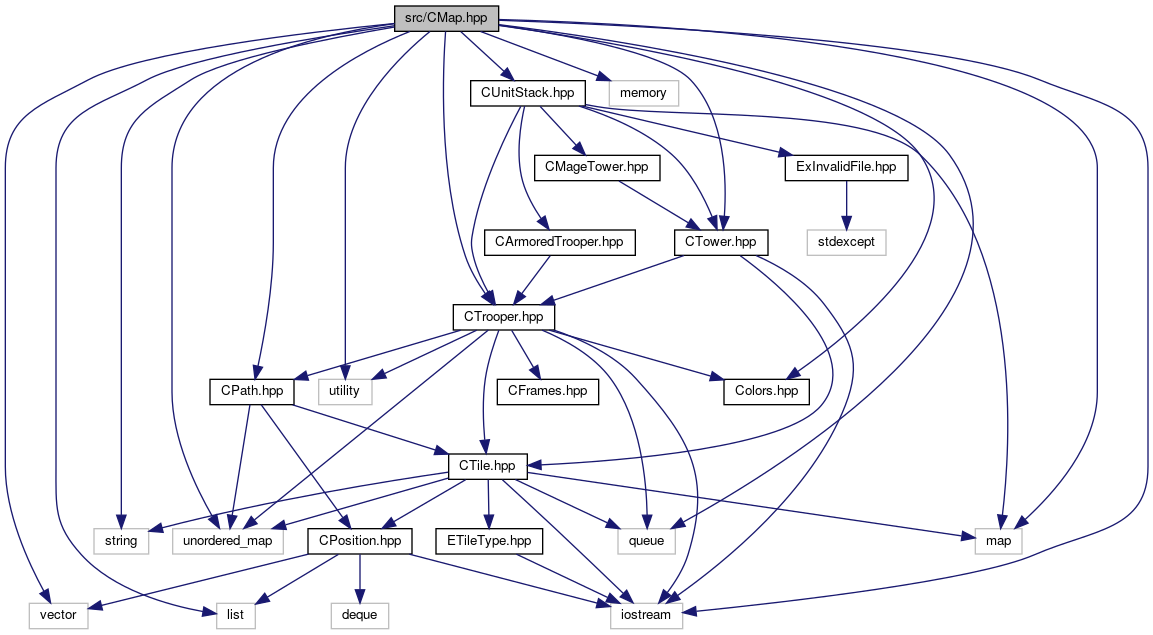 src/CMap.hpp
CUnitStack.hpp
memory
CMageTower.hpp
ExInvalidFile.hpp
CArmoredTrooper.hpp
CTower.hpp
stdexcept
CTrooper.hpp
CPath.hpp
utility
CFrames.hpp
Colors.hpp
CTile.hpp
string
unordered_map
CPosition.hpp
ETileType.hpp
queue
map
vector
list
deque
iostream